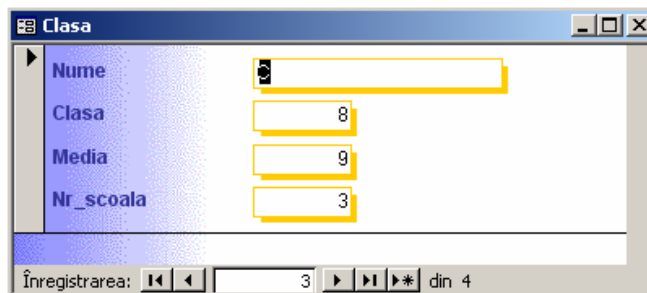 Clasa
Nume
Clasa 8
Media 9
Nr_scoala 3
Înregistrarea: 3 din 4